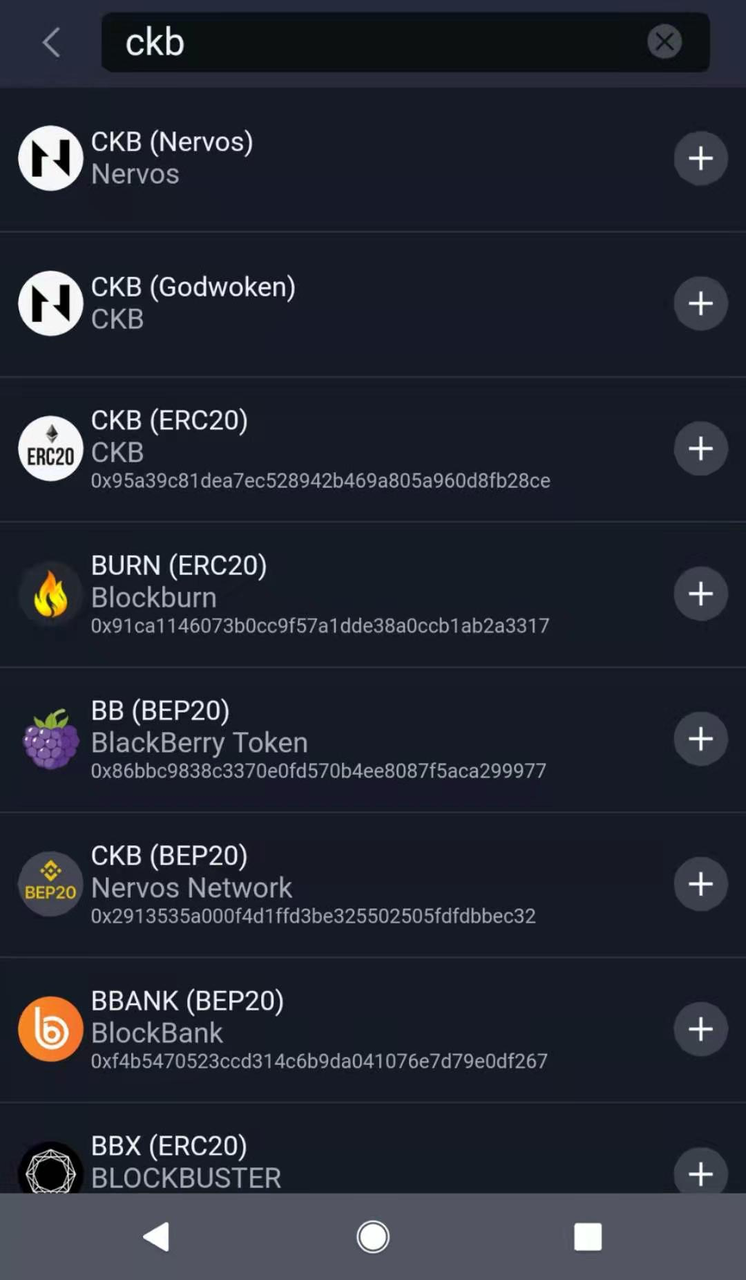 ckb
CKB (Nervos)
Nervos
CKB (Godwoken)
CKB
ERC20
CKB (ERC20)
CKB
0x95a39c81dea7ec528942b469a805a960d8fb28ce
BURN (ERC20)
Blockburn
0x91ca1146073b0cc9f57a1dde38a0ccb1ab2a3317
BB (BEP20)
BlackBerry Token
0x86bbc9838c3370e0fd570b4ee8087f5aca299977
BEP20
CKB (BEP20)
Nervos Network
0x2913535a000f4d1ffd3be325502505fdfdbbec32
BBANK (BEP20)
BlockBank
0xf4b5470523ccd314c6b9da041076e7d79e0df267
BBX (ERC20)
BLOCKBUSTER